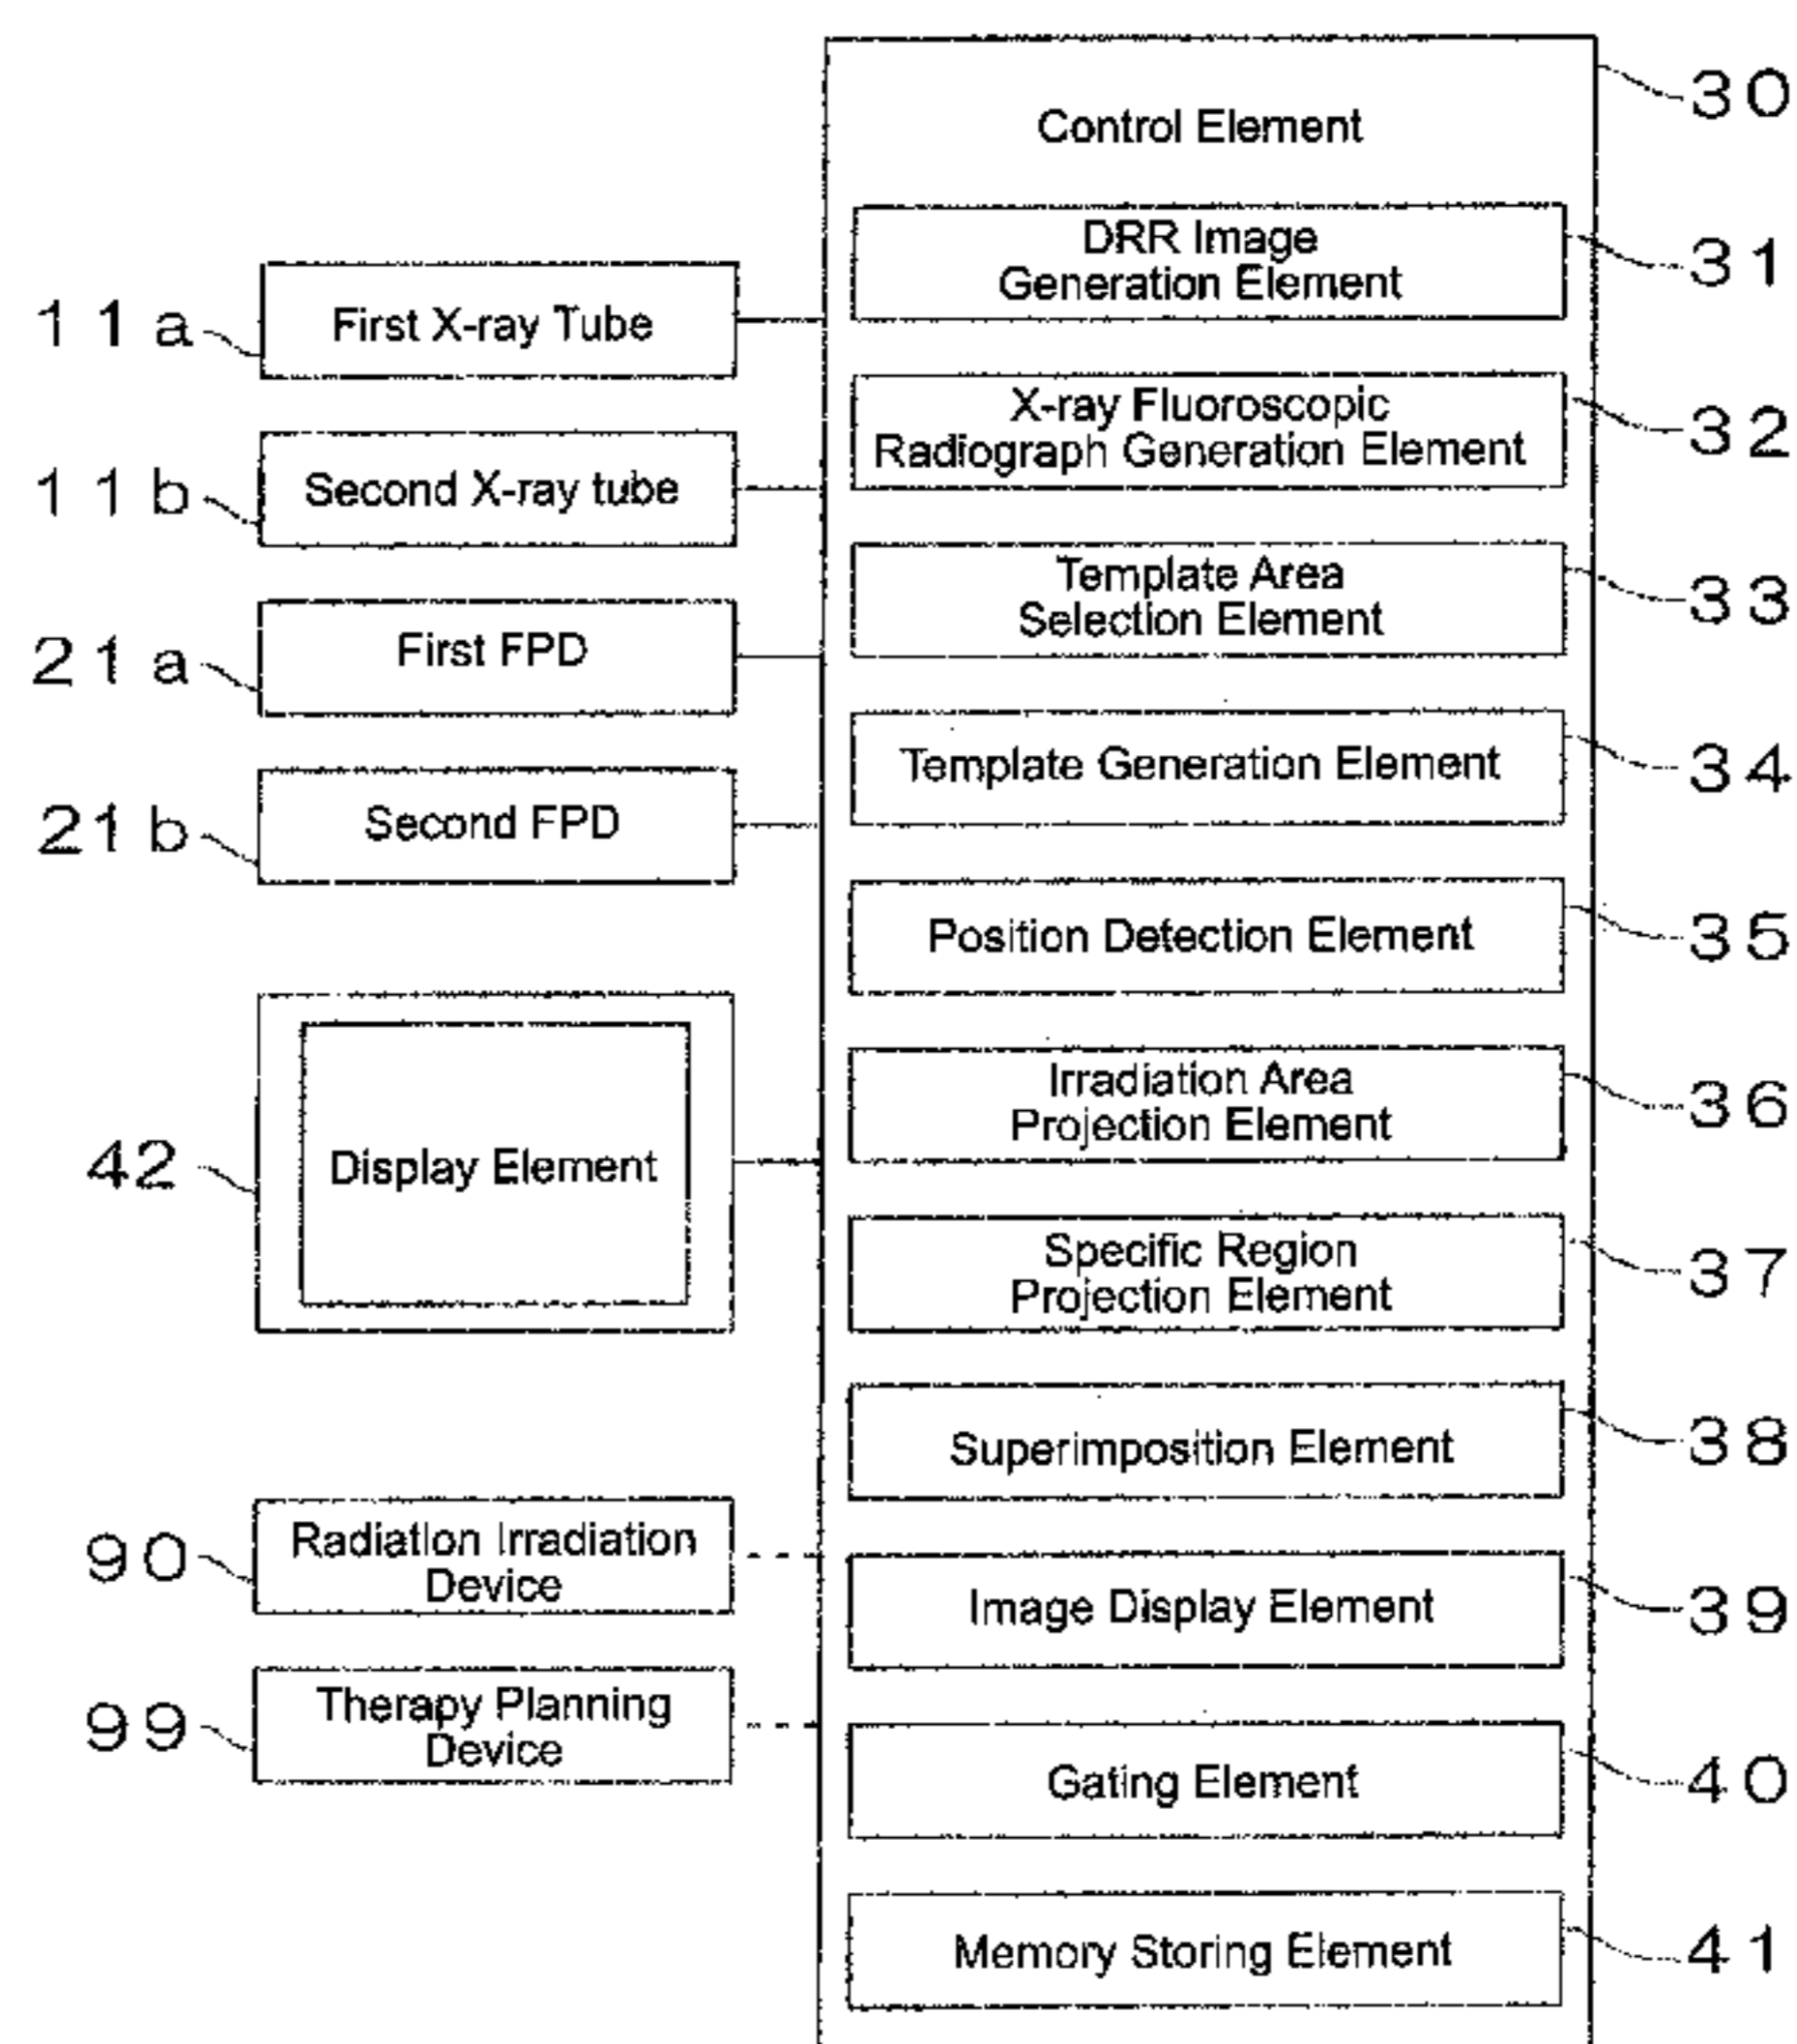 30
Control Element
DRR Image
Generation Element
31
11a
First X-ray Tube
X-ray Fluoroscopic
Radiograph Generation Element
32
11b
Second X-ray tube
Template Area
Selection Element
33
21a
First FPD
Template Generation Element
34
21b
Second FPD
Position Detection Element
35
Irradiation Area
Projection Element
36
42
Display Element
Specific Region
Projection Element
37
Superimposition Element
38
90
Radiation Irradiation
Device
Image Display Element
39
99
Therapy Planning
Device
Gating Element
40
Memory Storing Element
41